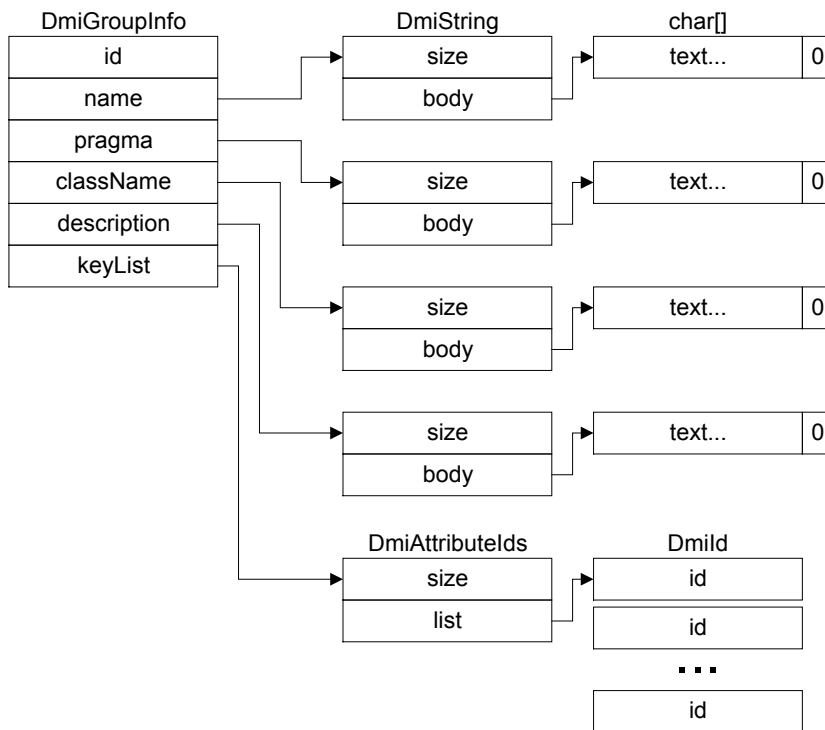 DmiGroupInfo DmiString char[]
id size text... 0
name body
pragma size text... 0
className body
description size text... 0
keyList body
size text... 0
body
DmiAttributeIds DmiId
size id
list id
...
id